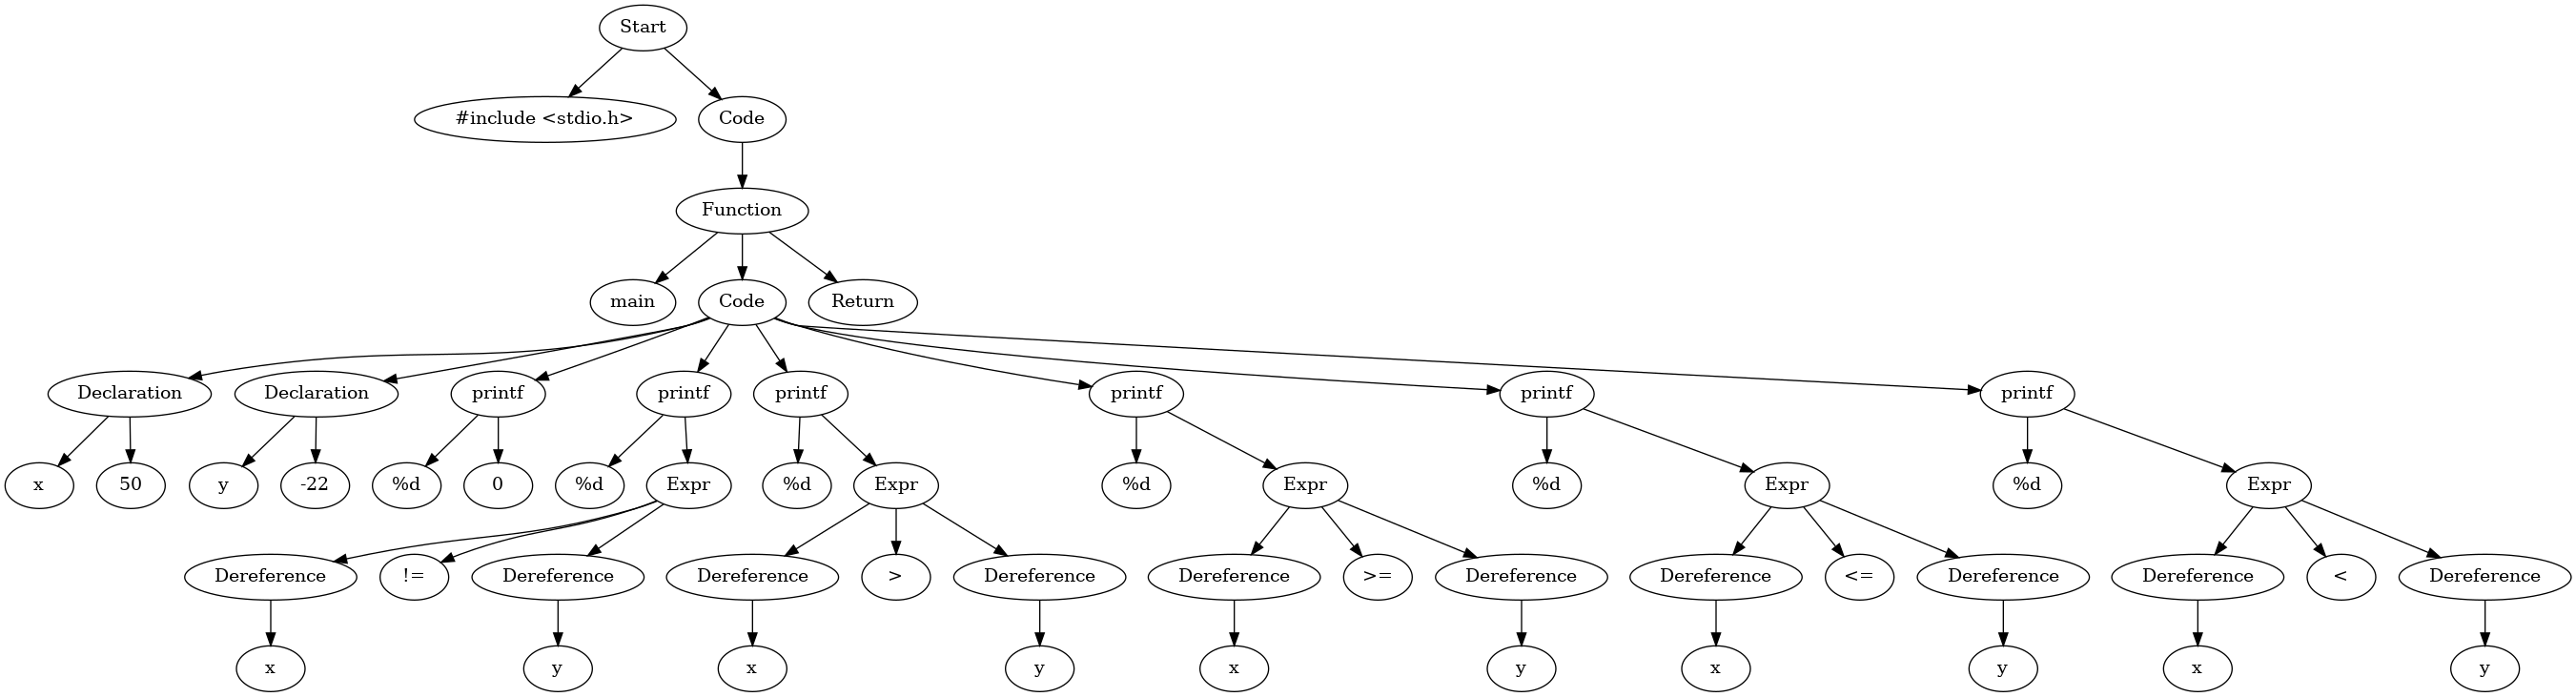 Start
#include <stdio.h>
Code
Function
main
Code
Return
Declaration
Declaration
printf
printf
printf
printf
printf
printf
x
50
y
-22
%d
0
%d
Expr
%d
Expr
%d
Expr
%d
Expr
%d
Expr
Dereference
!=
Dereference
Dereference
>
Dereference
Dereference
>=
Dereference
Dereference
<=
Dereference
Dereference
<
Dereference
x
y
x
y
x
y
x
y
x
y